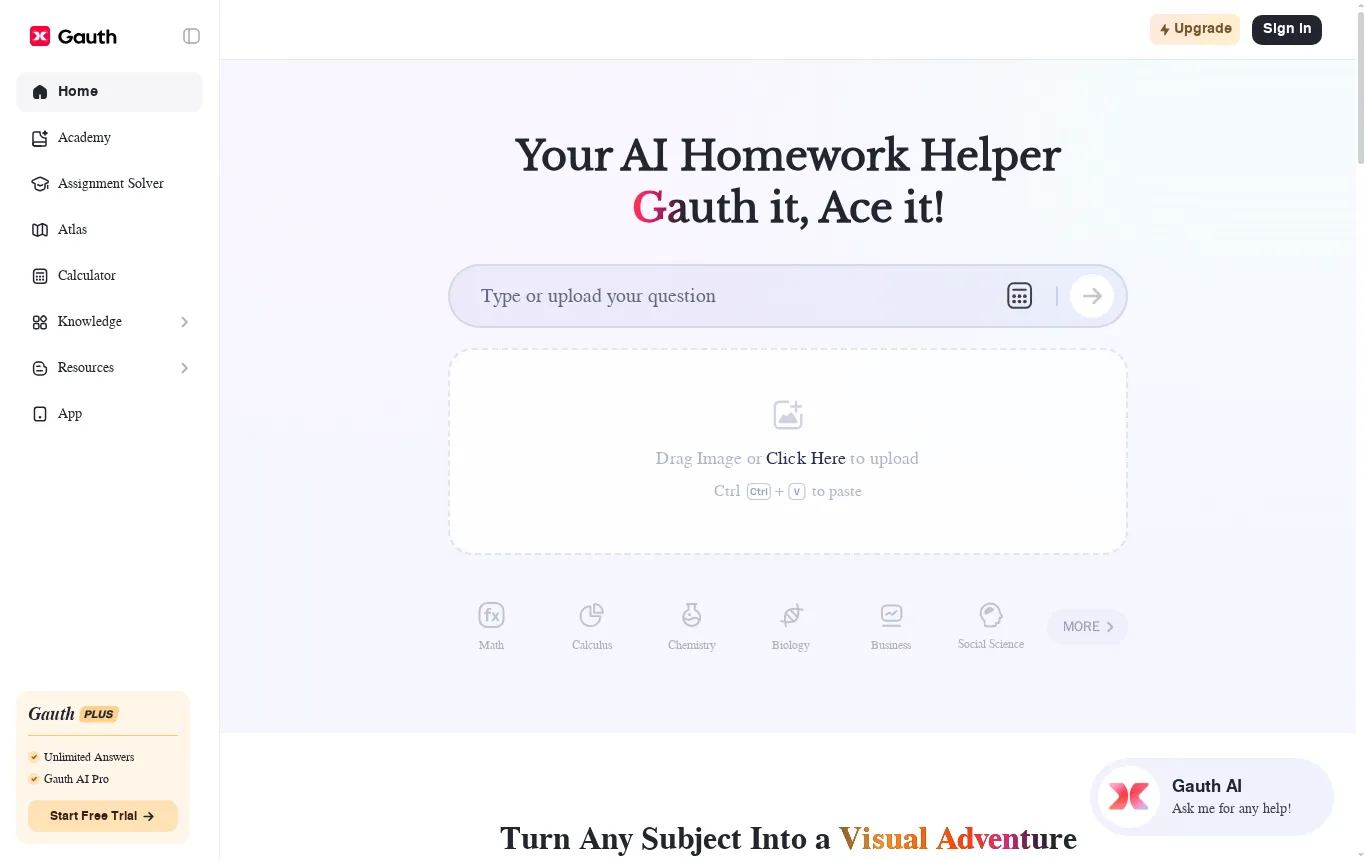 Gauth
Upgrade
Sign in
Home
Academy
Assignment Solver
Atlas
Calculator
Knowledge
Resources
App
Your AI Homework Helper
Gauth it, Ace it!
Type or upload your question
Drag Image or Click Here to upload
Ctrl Ctrl + V to paste
fx
Math
Calculus
Chemistry
Biology
Business
Social Science
MORE
Gauth PLUS
Unlimited Answers
Gauth AI Pro
Start Free Trial
Gauth AI
Ask me for any help!
Turn Any Subject Into a Visual Adventure